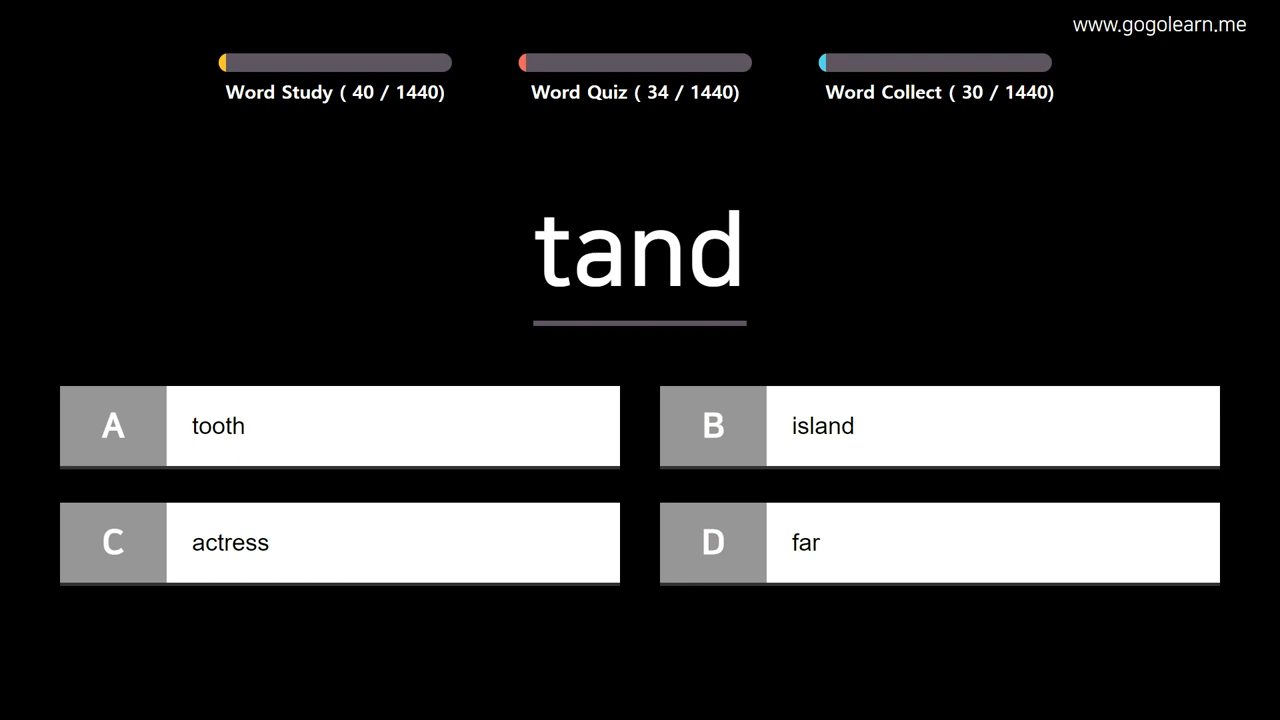 www.gogolearn.me
Word Study ( 40 / 1440)
Word Quiz ( 34 / 1440)
Word Collect ( 30 / 1440)
tand
A tooth
B island
C actress
D far